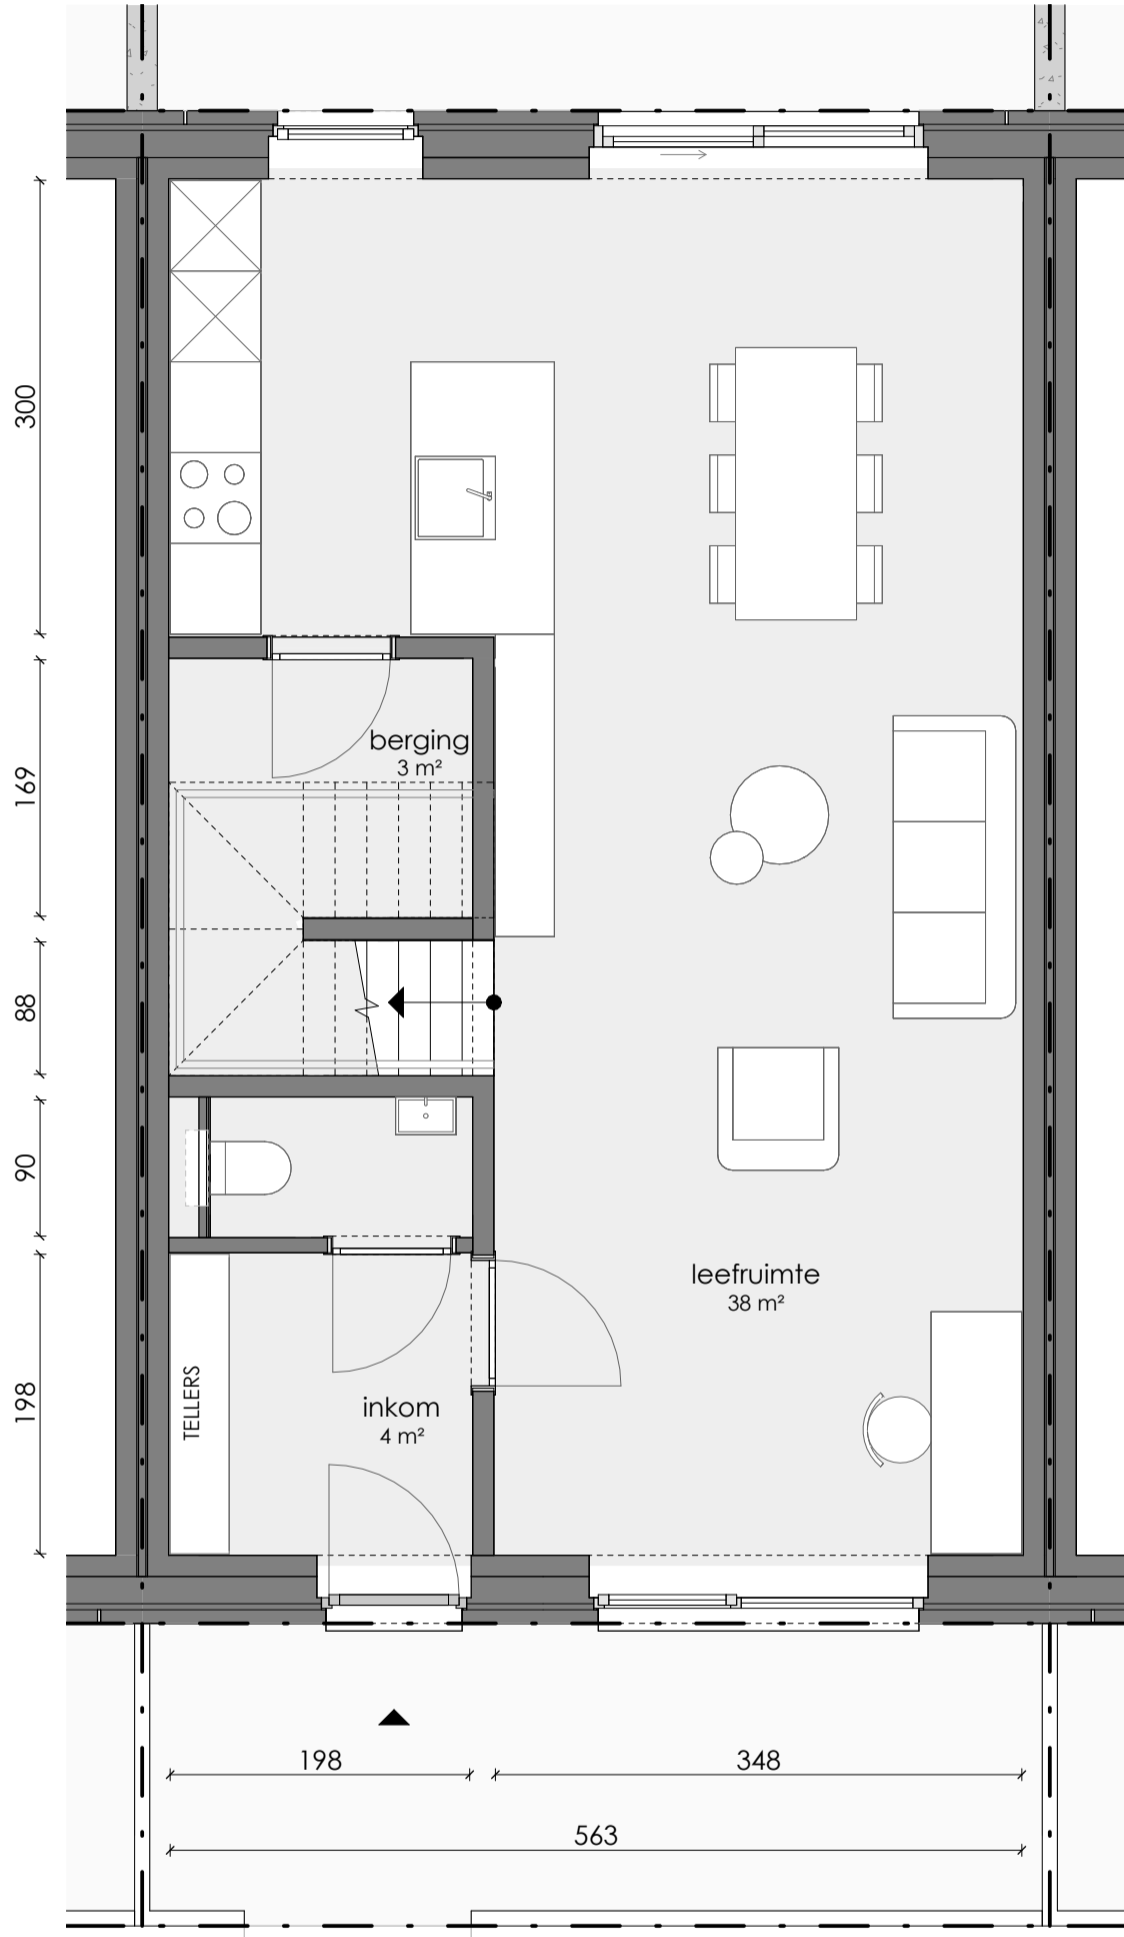 300
berging
3 m²
169
88
90
leefruimte
38 m²
TELLERS
inkom
4 m²
198
198
348
563